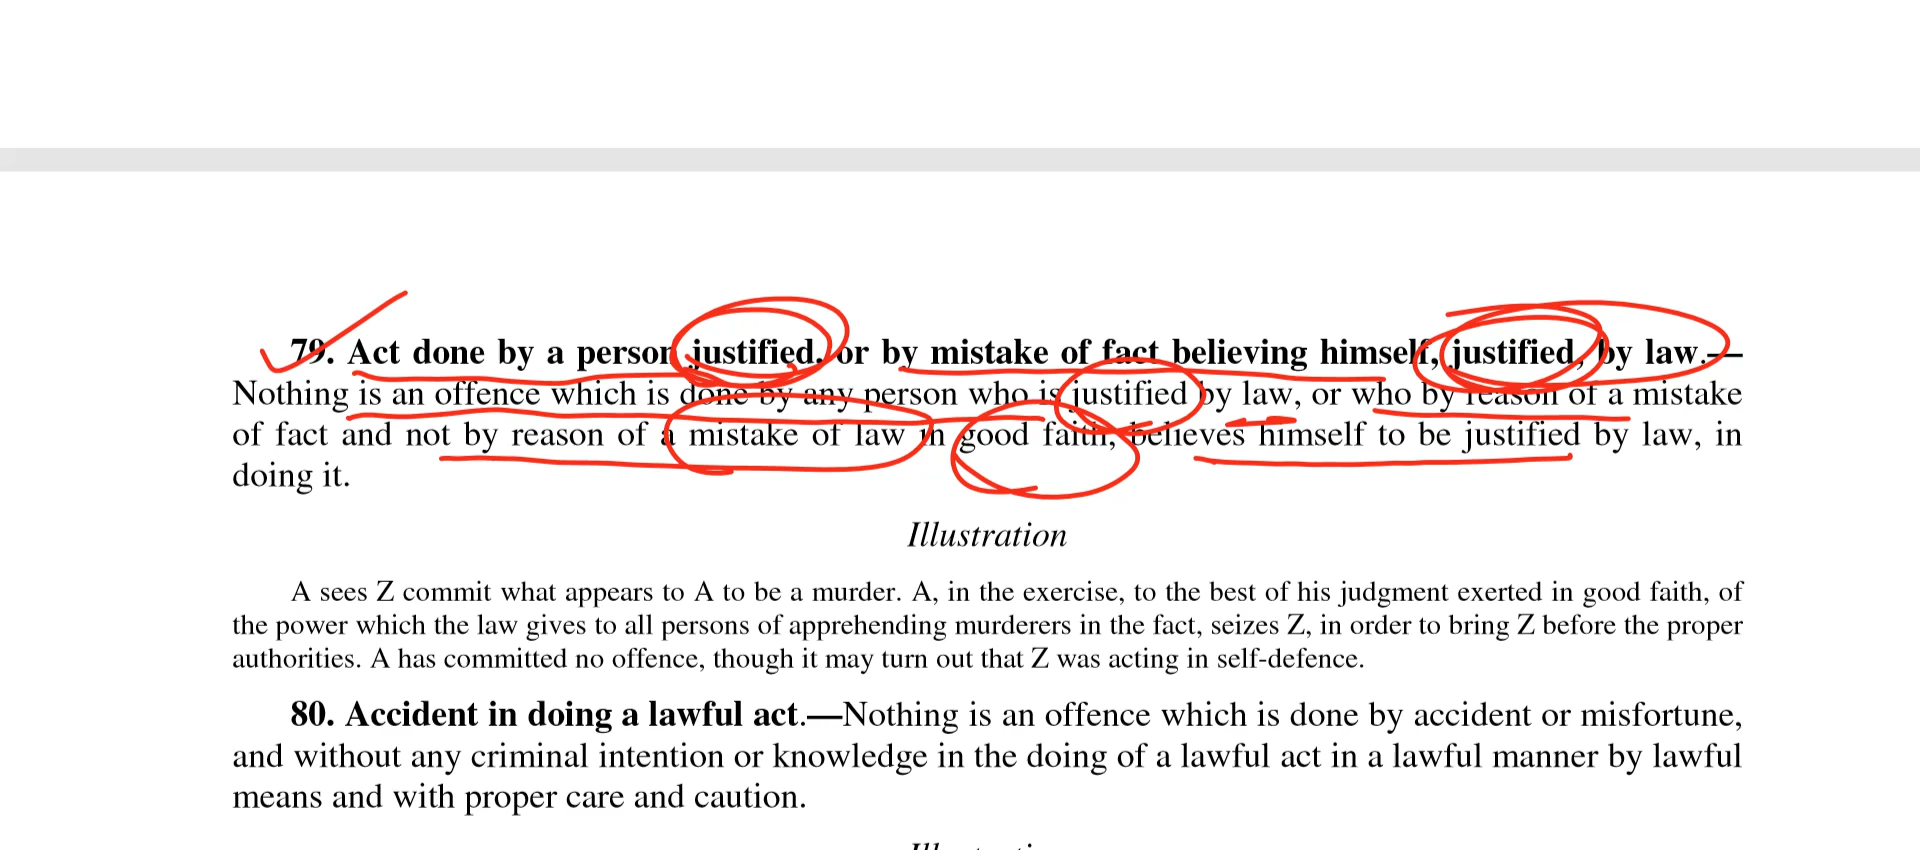 79. Act done by a person justified, or by mistake of fact believing himself, justified, by law.—
Nothing is an offence which is done by any person who is justified by law, or who by reason of a mistake
of fact and not by reason of a mistake of law in good faith, believes himself to be justified by law, in
doing it.
Illustration
A sees Z commit what appears to A to be a murder. A, in the exercise, to the best of his judgment exerted in good faith, of
the power which the law gives to all persons of apprehending murderers in the fact, seizes Z, in order to bring Z before the proper
authorities. A has committed no offence, though it may turn out that Z was acting in self-defence.
80. Accident in doing a lawful act.—Nothing is an offence which is done by accident or misfortune,
and without any criminal intention or knowledge in the doing of a lawful act in a lawful manner by lawful
means and with proper care and caution.